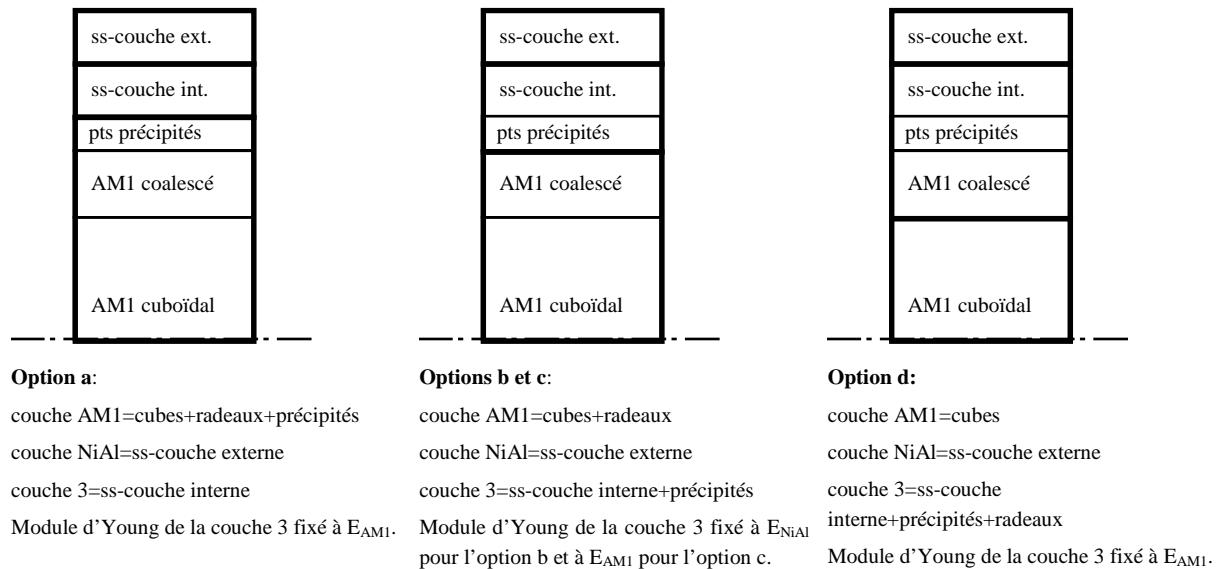 ss-couche ext.
ss-couche int.
pts précipités
AM1 coalescé
AM1 cuboïdal
Option a:
couche AM1=cubes+radeaux+précipités
couche NiAl=ss-couche externe
couche 3=ss-couche interne
Module d'Young de la couche 3 fixé à EAM1.
ss-couche ext.
ss-couche int.
pts précipités
AM1 coalescé
AM1 cuboïdal
Options b et c:
couche AM1=cubes+radeaux
couche NiAl=ss-couche externe
couche 3=ss-couche interne+précipités
Module d'Young de la couche 3 fixé à ENiAl
pour l'option b et à EAM1 pour l'option c.
ss-couche ext.
ss-couche int.
pts précipités
AM1 coalescé
AM1 cuboïdal
Option d:
couche AM1=cubes
couche NiAl=ss-couche externe
couche 3=ss-couche
interne+précipités+radeaux
Module d'Young de la couche 3 fixé à EAM1.